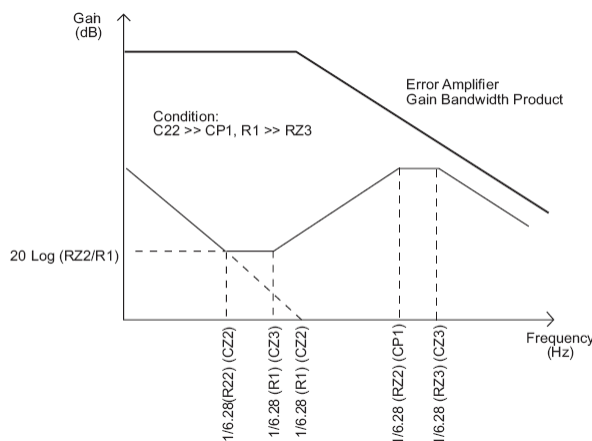 Gain
(dB)
Error Amplifier
Gain Bandwidth Product
Condition:
C22 >> CP1, R1 >> RZ3
20 Log (RZ2/R1)
Frequency
(Hz)
1/6.28(R22) (CZ2)
1/6.28 (R1) (CZ3)
1/6.28 (R1) (CZ2)
1/6.28 (RZ2) (CP1)
1/6.28 (RZ3) (CZ3)